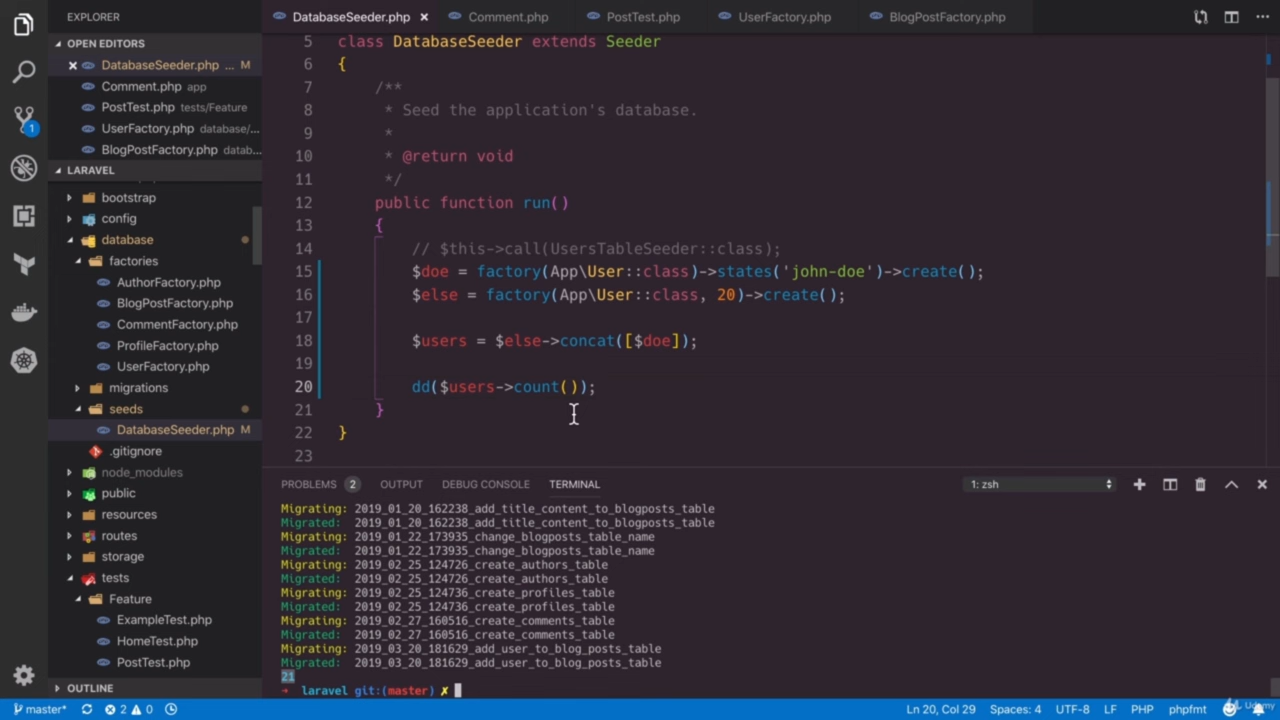 EXPLORER
OPEN EDITORS
DatabaseSeeder.php ... M
Comment.php app
PostTest.php tests/Feature
UserFactory.php database/...
BlogPostFactory.php datab...
LARAVEL
bootstrap
config
database
factories
AuthorFactory.php
BlogPostFactory.php
CommentFactory.php
ProfileFactory.php
UserFactory.php
migrations
seeds
DatabaseSeeder.php M
.gitignore
node_modules
public
resources
routes
storage
tests
Feature
ExampleTest.php
HomeTest.php
PostTest.php
OUTLINE
DatabaseSeeder.php Comment.php PostTest.php UserFactory.php BlogPostFactory.php
5 class DatabaseSeeder extends Seeder
6 {
7 /**
8 * Seed the application's database.
9 *
10 * @return void
11 */
12 public function run()
13 {
14 // $this->call(UsersTableSeeder::class);
15 $doe = factory(App\User::class)->states('john-doe')->create();
16 $else = factory(App\User::class, 20)->create();
17
18 $users = $else->concat([$doe]);
19
20 dd($users->count());
21 }
22 }
23
PROBLEMS 2 OUTPUT DEBUG CONSOLE TERMINAL 1: zsh
Migrating: 2019_01_20_162238_add_title_content_to_blogposts_table
Migrated: 2019_01_20_162238_add_title_content_to_blogposts_table
Migrating: 2019_01_22_173935_change_blogposts_table_name
Migrated: 2019_01_22_173935_change_blogposts_table_name
Migrating: 2019_02_25_124726_create_authors_table
Migrated: 2019_02_25_124726_create_authors_table
Migrating: 2019_02_25_124736_create_profiles_table
Migrated: 2019_02_25_124736_create_profiles_table
Migrating: 2019_02_27_160516_create_comments_table
Migrated: 2019_02_27_160516_create_comments_table
Migrating: 2019_03_20_181629_add_user_to_blog_posts_table
Migrated: 2019_03_20_181629_add_user_to_blog_posts_table
21
→ laravel git:(master) ✗
1
master* 2 0 Ln 20, Col 29 Spaces: 4 UTF-8 LF PHP phpfmt
Udemy